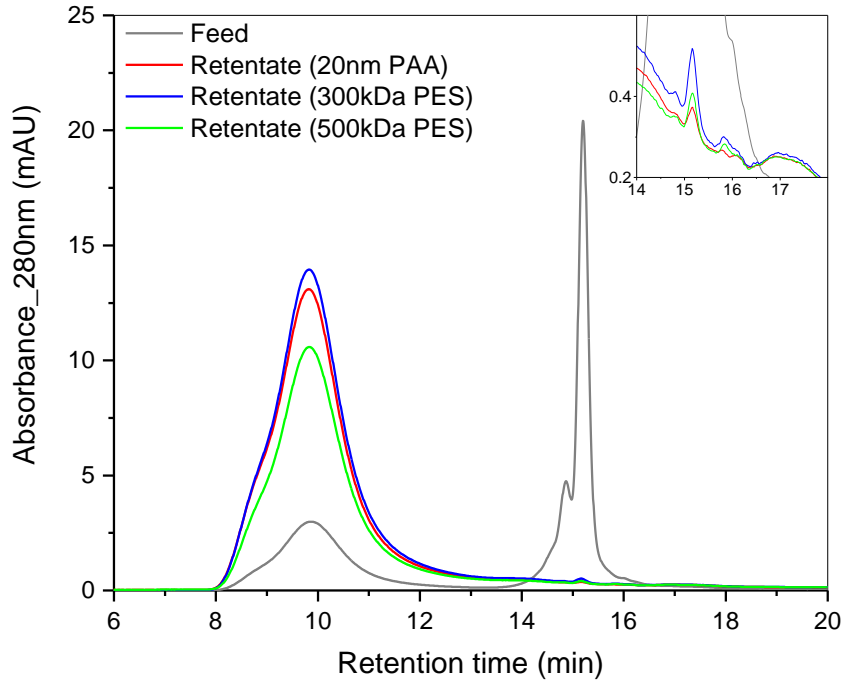 25
20
15
10
5
0
Absorbance_280nm (mAU)
Feed
Retentate (20nm PAA)
Retentate (300kDa PES)
Retentate (500kDa PES)
0.4
0.2
14 15 16 17
6 8 10 12 14 16 18 20
Retention time (min)